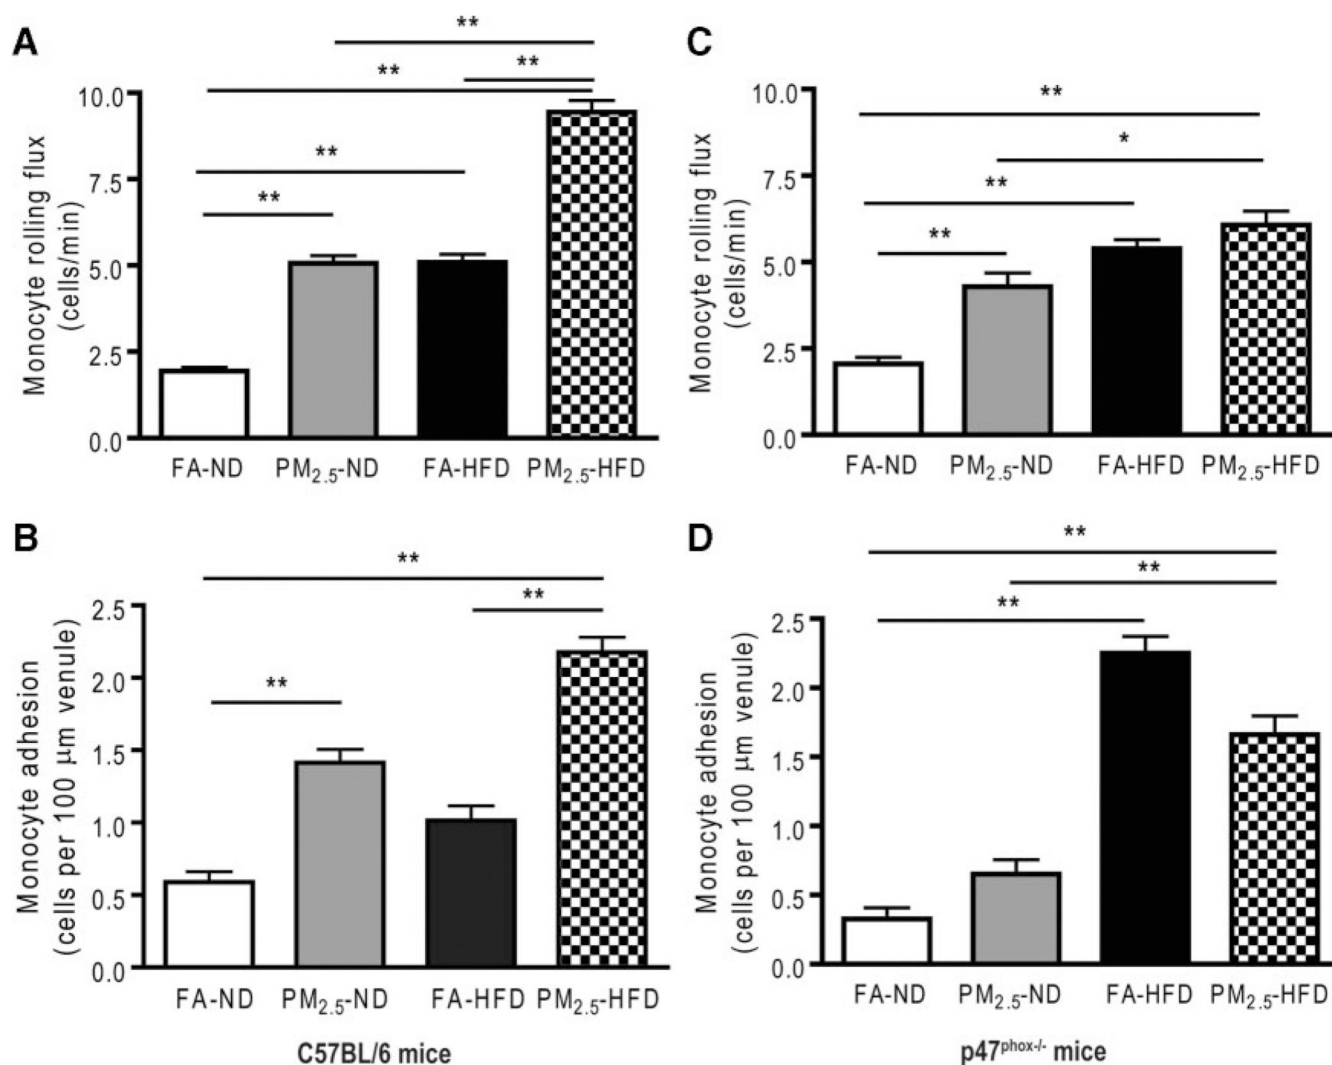 A
**
**
**
**
**
Monocyte rolling flux
(cells/min)
10.0
7.5
5.0
2.5
0.0
FA-ND
PM2.5-ND
FA-HFD
PM2.5-HFD
C
**
*
**
**
Monocyte rolling flux
(cells/min)
10.0
7.5
5.0
2.5
0.0
FA-ND
PM2.5-ND
FA-HFD
PM2.5-HFD
B
**
**
**
Monocyte adhesion
(cells per 100 μm venule)
2.5
2.0
1.5
1.0
0.5
0.0
FA-ND
PM2.5-ND
FA-HFD
PM2.5-HFD
C57BL/6 mice
D
**
**
**
Monocyte adhesion
(cells per 100 μm venule)
2.5
2.0
1.5
1.0
0.5
0.0
FA-ND
PM2.5-ND
FA-HFD
PM2.5-HFD
p47phox-/- mice